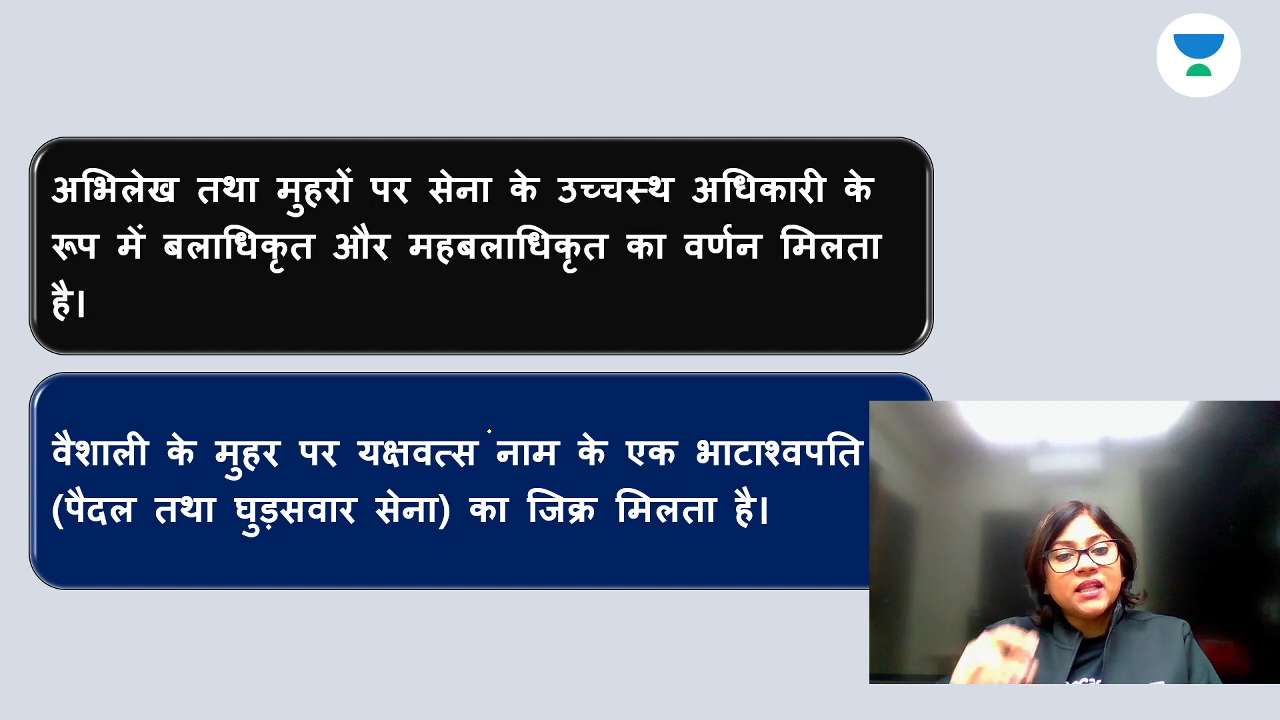 अभिलेख तथा मुहरों पर सेना के उच्चस्थ अधिकारी के
रूप में बलाधिकृत और महबलाधिकृत का वर्णन मिलता
है।
वैशाली के मुहर पर यक्षवत्स नाम के एक भाटाश्वपति
(पैदल तथा घुड़सवार सेना) का जिक्र मिलता है।